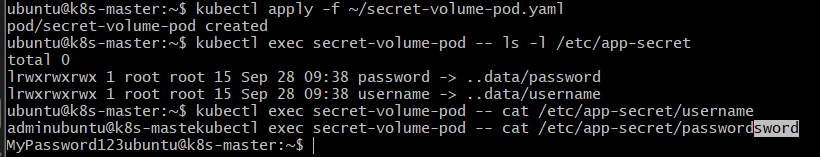 ubuntu@k8s-master:~$ kubectl apply -f ~/secret-volume-pod.yaml
pod/secret-volume-pod created
ubuntu@k8s-master:~$ kubectl exec secret-volume-pod -- ls -l /etc/app-secret
total 0
lrwxrwxrwx 1 root root 15 Sep 28 09:38 password -> ..data/password
lrwxrwxrwx 1 root root 15 Sep 28 09:38 username -> ..data/username
ubuntu@k8s-master:~$ kubectl exec secret-volume-pod -- cat /etc/app-secret/username
adminubuntu@k8s-mastekubectl exec secret-volume-pod -- cat /etc/app-secret/passwordsword
MyPassword123ubuntu@k8s-master:~$